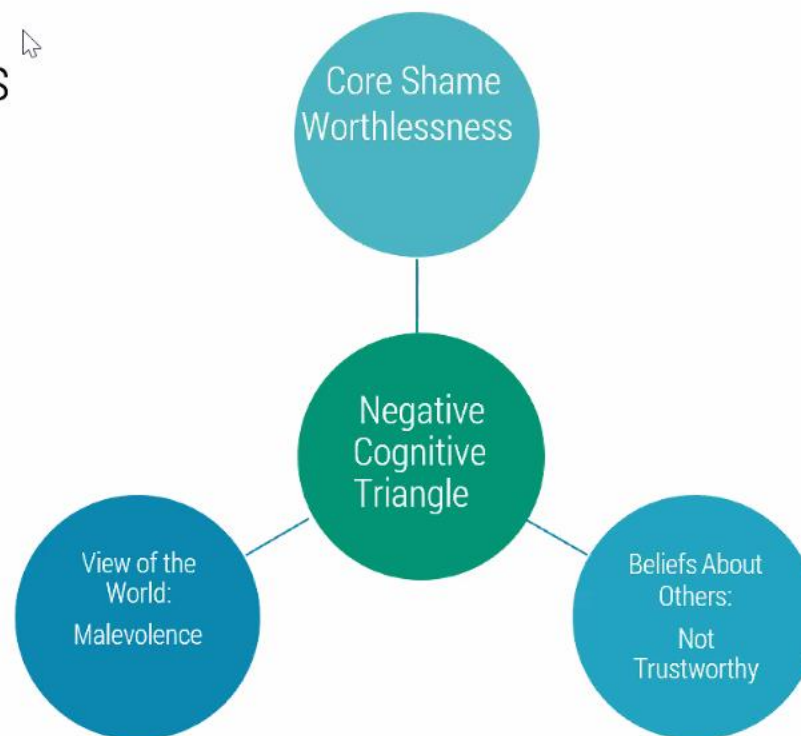 S
Core Shame
Worthlessness
Negative
Cognitive
Triangle
View of the
World:
Malevolence
Beliefs About
Others:
Not
Trustworthy